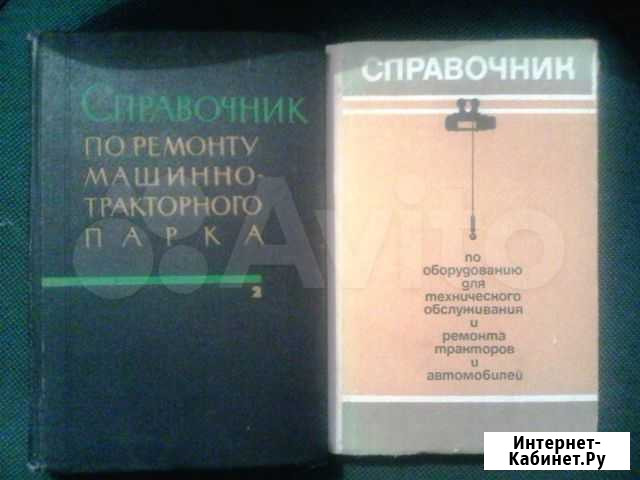 СПРАВОЧНИК
ПО РЕМОНТУ
МАШИННО-
ТРАКТОРНОГО
ПАРКА
2
СПРАВОЧНИК
по
оборудованию
для
технического
обслуживания
и
ремонта
тракторов
и
автомобилей
Avito
Интернет-
Кабинет.Ру